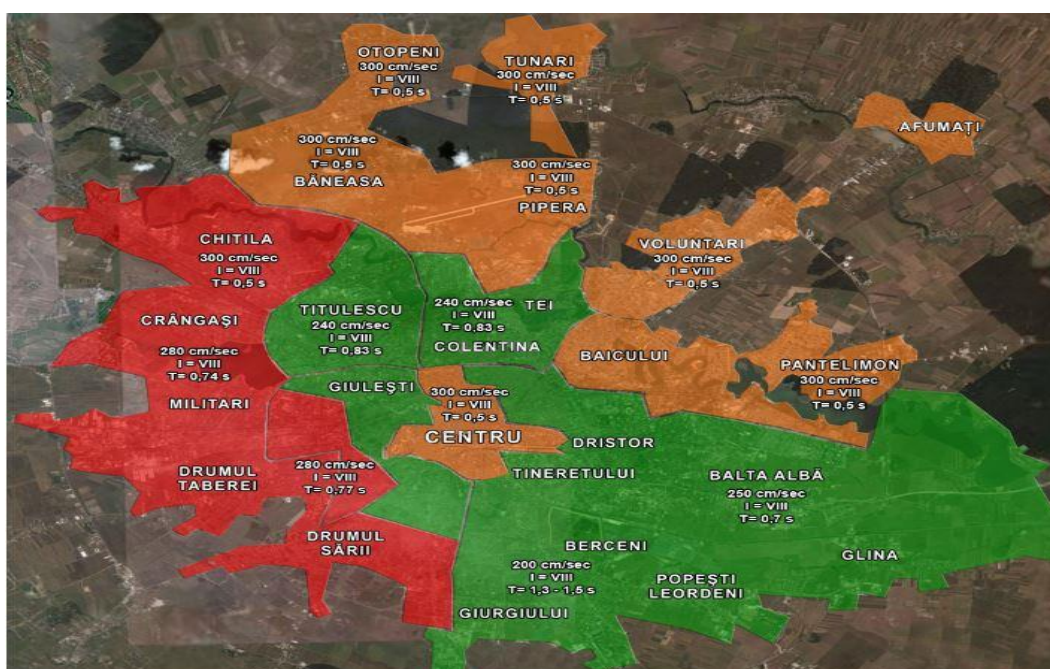 OTOPENI
300 cm/sec
I = VIII
T= 0,5 s
TUNARI
300 cm/sec
I = VIII
T= 0,5 s
AFUMAȚI
300 cm/sec
I = VIII
T= 0,5 s
BĂNEASA
300 cm/sec
I = VIII
T= 0,5 s
PIPERA
CHITILA
300 cm/sec
I = VIII
T= 0,5 s
VOLUNTARI
300 cm/sec
I = VIII
T= 0,5 s
CRÂNGAȘI
280 cm/sec
I = VIII
T= 0,74 s
MILITARI
TITULESCU
240 cm/sec
I = VIII
T= 0,83 s
240 cm/sec
I = VIII
T= 0,83 s
TEI
COLENTINA
BAICULUI
PANTELIMON
300 cm/sec
I = VIII
T= 0,5 s
GIULEȘTI
300 cm/sec
I = VIII
T= 0,5 s
CENTRU
DRISTOR
TINERETULUI
DRUMUL
TABEREI
280 cm/sec
I = VIII
T= 0,77 s
BALTA ALBĂ
250 cm/sec
I = VIII
T= 0,7 s
DRUMUL
SĂRII
BERCENI
200 cm/sec
I = VIII
T= 1,3 - 1,5 s
GLINA
POPEȘTI
LEORDENI
GIURGIULUI